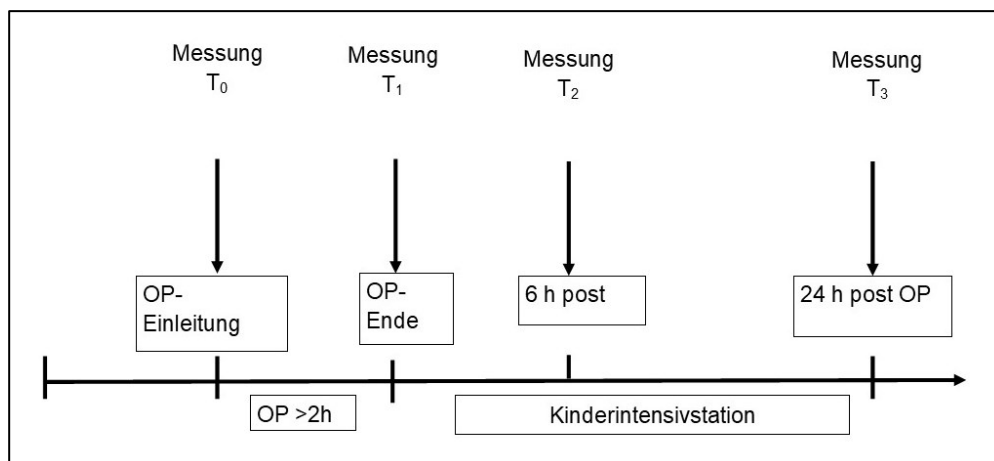 Messung
T₀
Messung
T₁
Messung
T₂
Messung
T₃
OP-
Einleitung
OP-
Ende
6 h post
24 h post OP
OP >2h
Kinderintensivstation